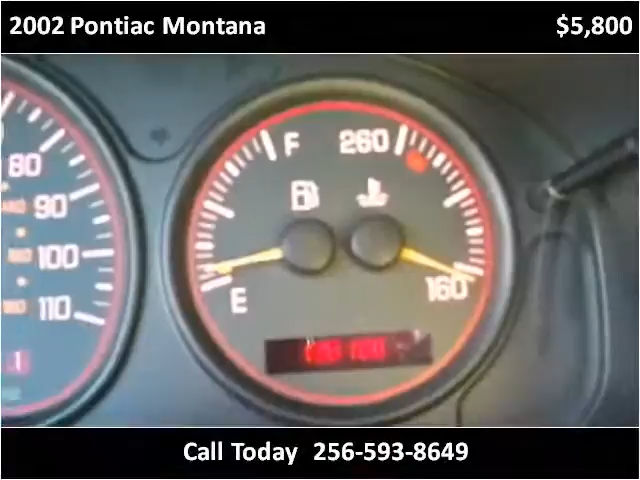 2002 Pontiac Montana $5,800
F 260
80
90
100
110
E 160
Call Today 256-593-8649